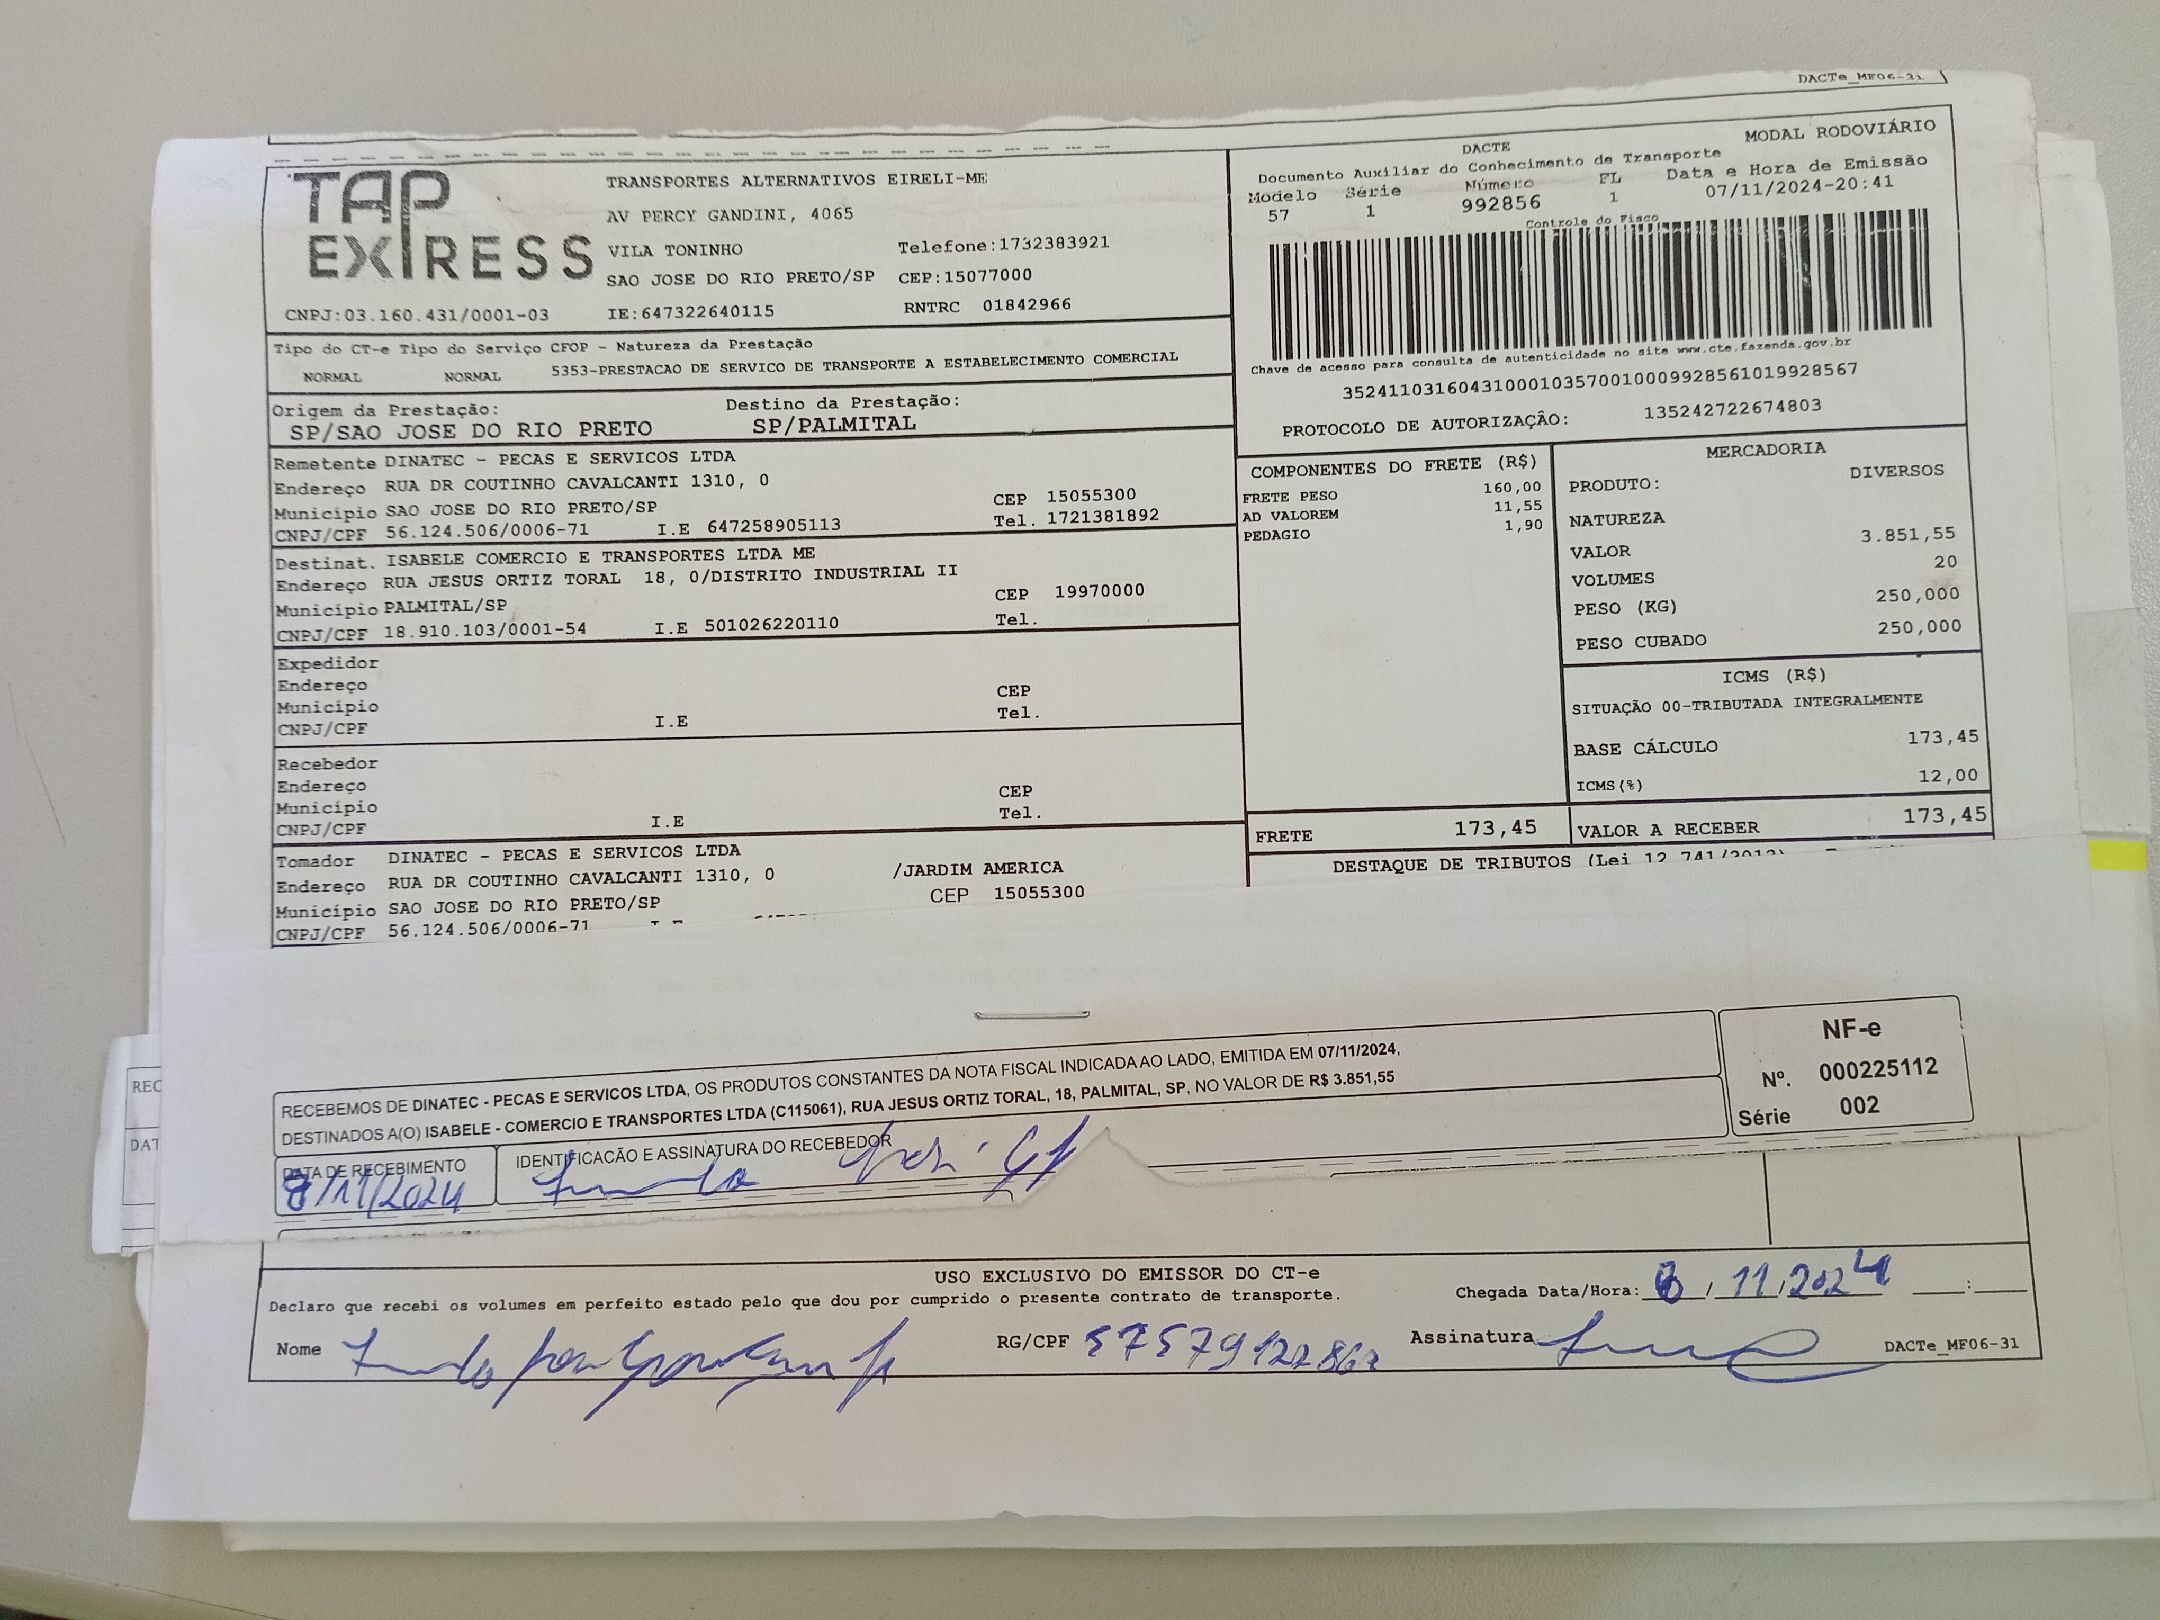 DACTe_MF06-31
TAP EXPRESS
TRANSPORTES ALTERNATIVOS EIRELI-ME
AV PERCY GANDINI, 4065
VILA TONINHO Telefone:1732383921
SAO JOSE DO RIO PRETO/SP CEP:15077000
CNPJ:03.160.431/0001-03 IE:647322640115 RNTRC 01842966
DACTE MODAL RODOVIÁRIO
Documento Auxiliar do Conhecimento de Transporte
Modelo Série Número FL Data e Hora de Emissão
57 1 992856 1 07/11/2024-20:41
Controle do Fisco
Chave de acesso para consulta de autenticidade no site www.cte.fazenda.gov.br
35241103160431000103570010009928561019928567
PROTOCOLO DE AUTORIZAÇÃO: 135242722674803
Tipo do CT-e Tipo do Serviço CFOP - Natureza da Prestação
NORMAL NORMAL 5353-PRESTACAO DE SERVICO DE TRANSPORTE A ESTABELECIMENTO COMERCIAL
Origem da Prestação: Destino da Prestação:
SP/SAO JOSE DO RIO PRETO SP/PALMITAL
Remetente DINATEC - PECAS E SERVICOS LTDA
Endereço RUA DR COUTINHO CAVALCANTI 1310, 0
Município SAO JOSE DO RIO PRETO/SP CEP 15055300
CNPJ/CPF 56.124.506/0006-71 I.E 647258905113 Tel. 1721381892
Destinat. ISABELE COMERCIO E TRANSPORTES LTDA ME
Endereço RUA JESUS ORTIZ TORAL 18, 0/DISTRITO INDUSTRIAL II
Município PALMITAL/SP CEP 19970000
CNPJ/CPF 18.910.103/0001-54 I.E 501026220110 Tel.
Expedidor
Endereço
Município CEP
CNPJ/CPF I.E Tel.
Recebedor
Endereço
Município CEP
CNPJ/CPF I.E Tel.
Tomador DINATEC - PECAS E SERVICOS LTDA
Endereço RUA DR COUTINHO CAVALCANTI 1310, 0 /JARDIM AMERICA
Município SAO JOSE DO RIO PRETO/SP CEP 15055300
CNPJ/CPF 56.124.506/0006-71
COMPONENTES DO FRETE (R$)
FRETE PESO 160,00
AD VALOREM 11,55
PEDAGIO 1,90
MERCADORIA
PRODUTO: DIVERSOS
NATUREZA
VALOR 3.851,55
VOLUMES 20
PESO (KG) 250,000
PESO CUBADO 250,000
ICMS (R$)
SITUAÇÃO 00-TRIBUTADA INTEGRALMENTE
BASE CÁLCULO 173,45
ICMS(%) 12,00
FRETE 173,45 VALOR A RECEBER 173,45
DESTAQUE DE TRIBUTOS (Lei 12.741/2012)
RECEBEMOS DE DINATEC - PECAS E SERVICOS LTDA, OS PRODUTOS CONSTANTES DA NOTA FISCAL INDICADA AO LADO, EMITIDA EM 07/11/2024,
DESTINADOS A(O) ISABELE - COMERCIO E TRANSPORTES LTDA (C115061), RUA JESUS ORTIZ TORAL, 18, PALMITAL, SP, NO VALOR DE R$ 3.851,55
NF-e
Nº. 000225112
Série 002
REC
DAT
DATA DE RECEBIMENTO IDENTIFICACÃO E ASSINATURA DO RECEBEDOR
8/11/2024
USO EXCLUSIVO DO EMISSOR DO CT-e
Declaro que recebi os volumes em perfeito estado pelo que dou por cumprido o presente contrato de transporte. Chegada Data/Hora: 8/11/2024 :
Nome RG/CPF Assinatura DACTe_MF06-31